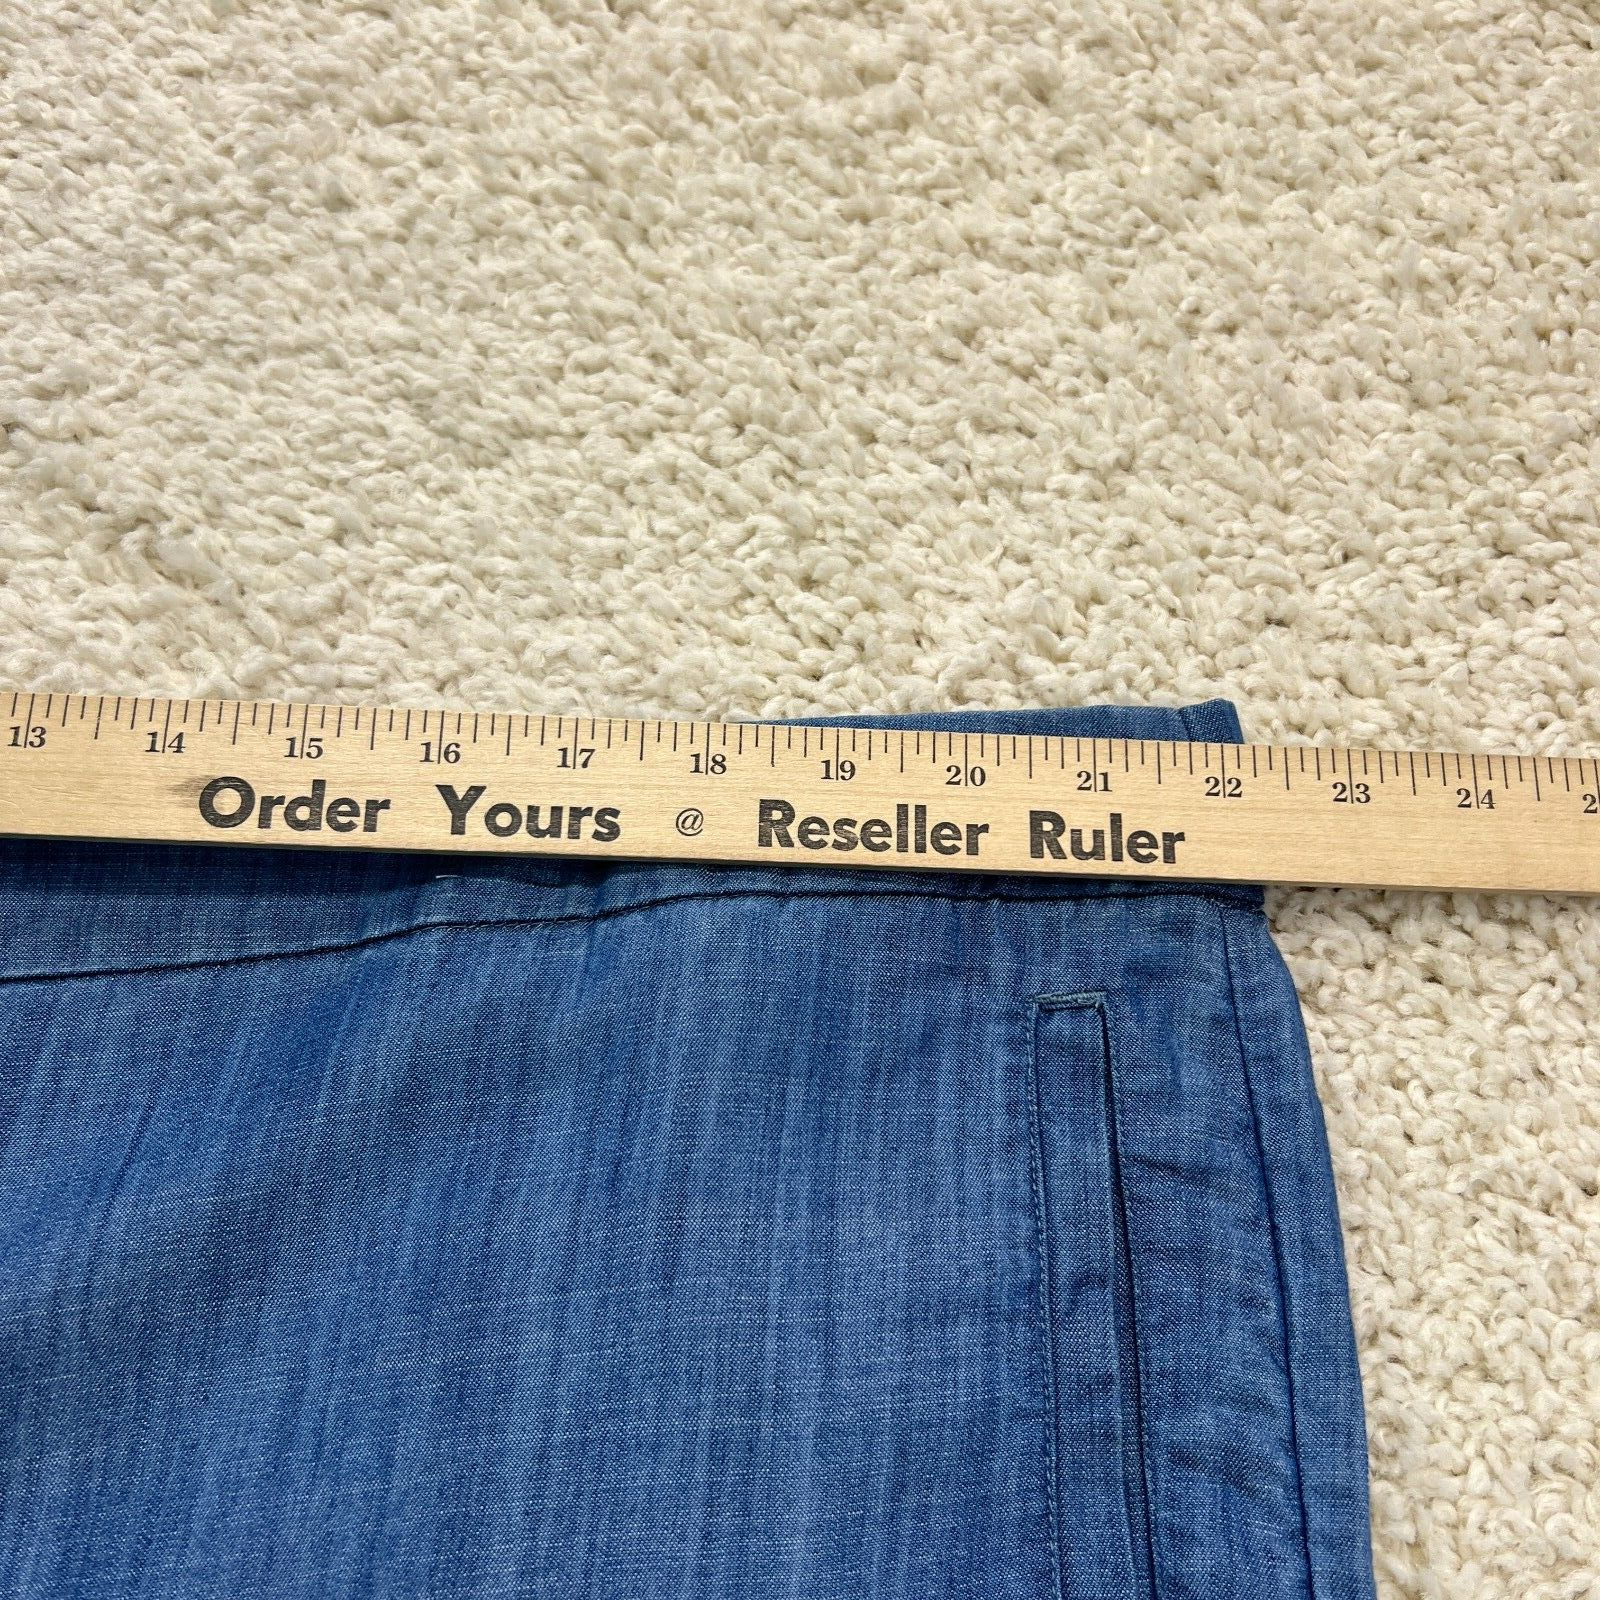 13 14 15 16 17 18 19 20 21 22 23 24
Order Yours @ Reseller Ruler